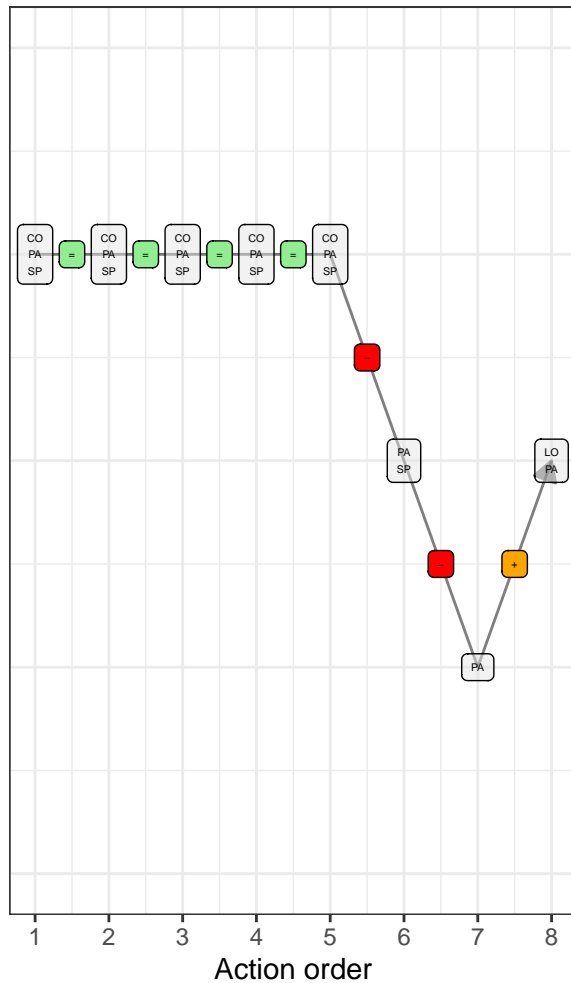 CO
PA
SP
=
CO
PA
SP
=
CO
PA
SP
=
CO
PA
SP
=
CO
PA
SP
−
PA
SP
−
PA
+
LO
PA
1 2 3 4 5 6 7 8
Action order